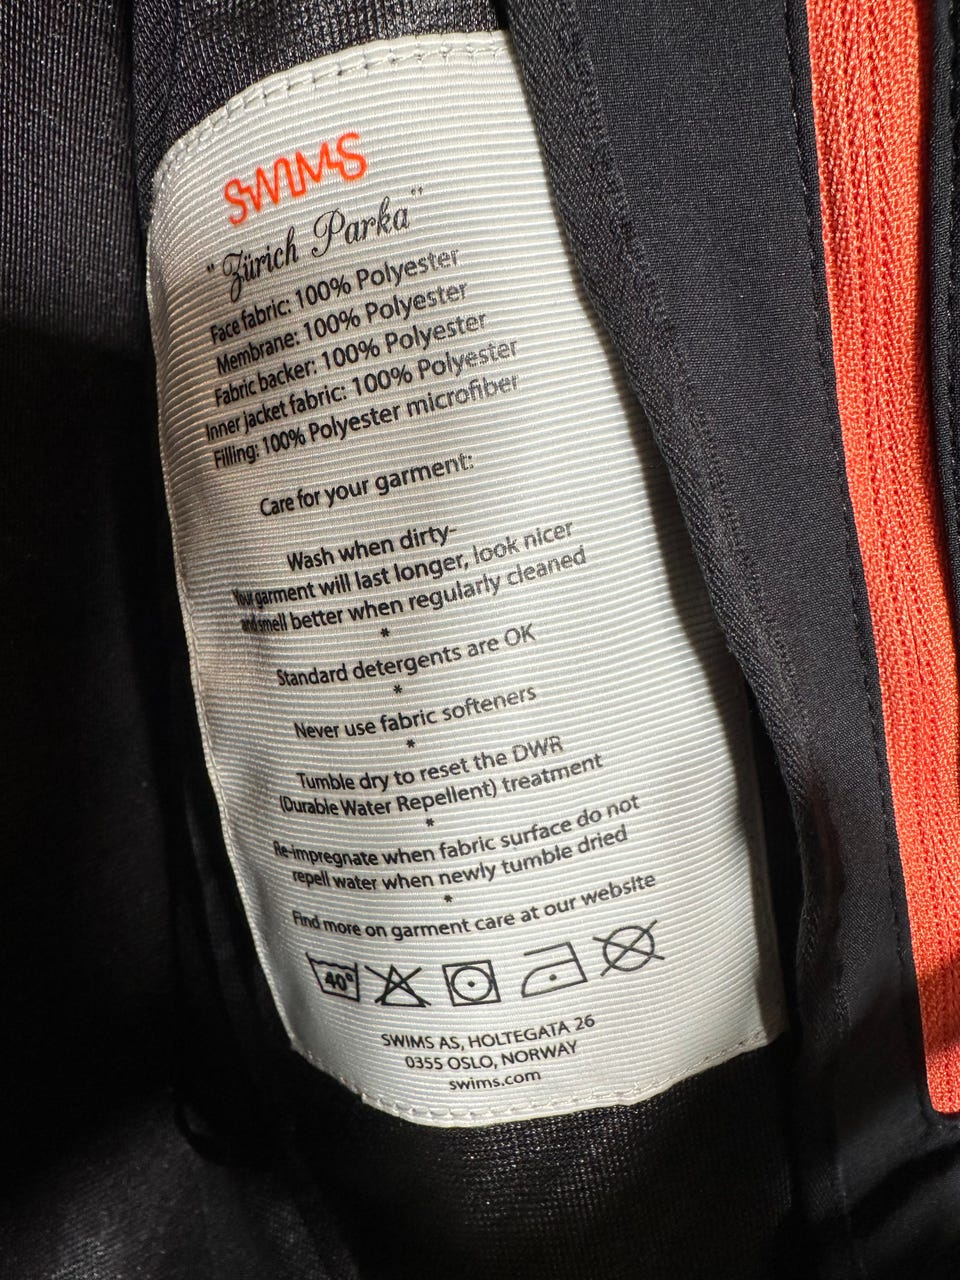 SWIMS
"Zürich Parka"
Face fabric: 100% Polyester
Membrane: 100% Polyester
Fabric backer: 100% Polyester
Inner jacket fabric: 100% Polyester
Filling: 100% Polyester microfiber
Care for your garment:
Wash when dirty-
Your garment will last longer, look nicer
and smell better when regularly cleaned
*
Standard detergents are OK
*
Never use fabric softeners
*
Tumble dry to reset the DWR
(Durable Water Repellent) treatment
*
Re-impregnate when fabric surface do not
repell water when newly tumble dried
*
Find more on garment care at our website
40°
SWIMS AS, HOLTEGATA 26
0355 OSLO, NORWAY
swims.com